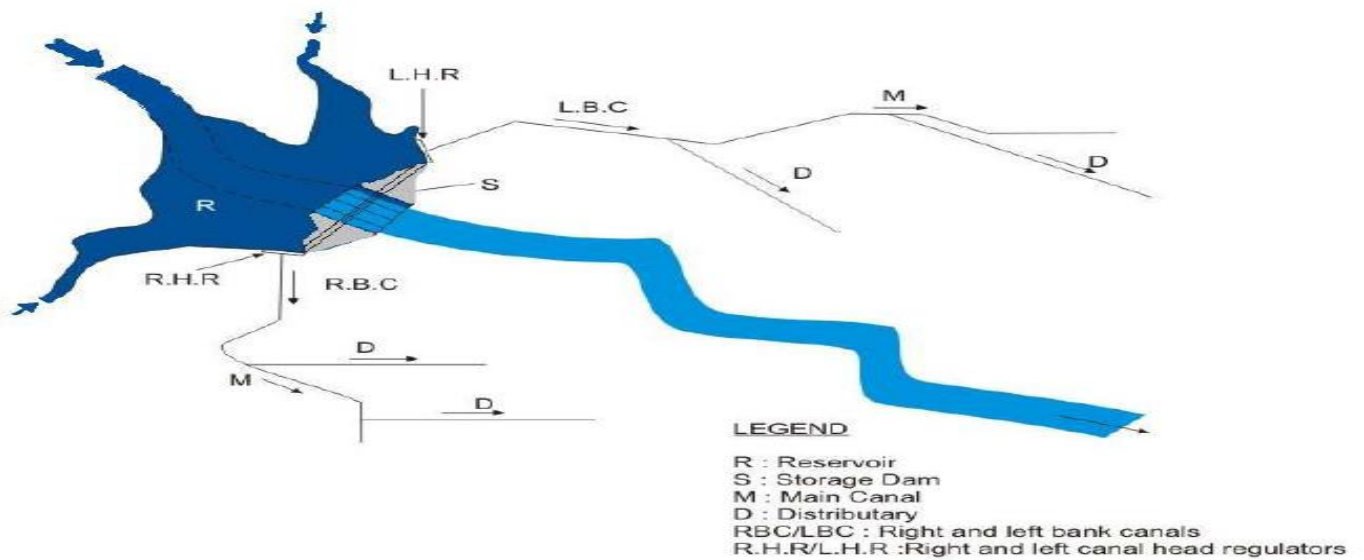 L.H.R
L.B.C
M
D
D
S
R
R.H.R
R.B.C
D
M
D
LEGEND
R : Reservoir
S : Storage Dam
M : Main Canal
D : Distributary
RBC/LBC : Right and left bank canals
R.H.R/L.H.R :Right and left canal head regulators